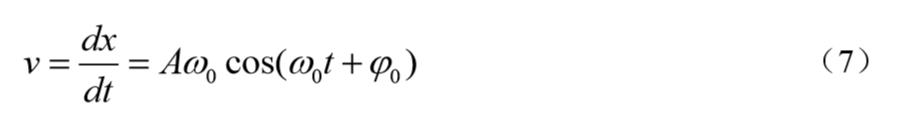 v = dx/dt = Aω₀ cos(ω₀t + φ₀) （7）